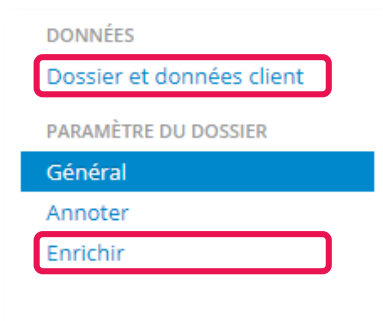 DONNÉES
Dossier et données client
PARAMÈTRE DU DOSSIER
Général
Annoter
Enrichir